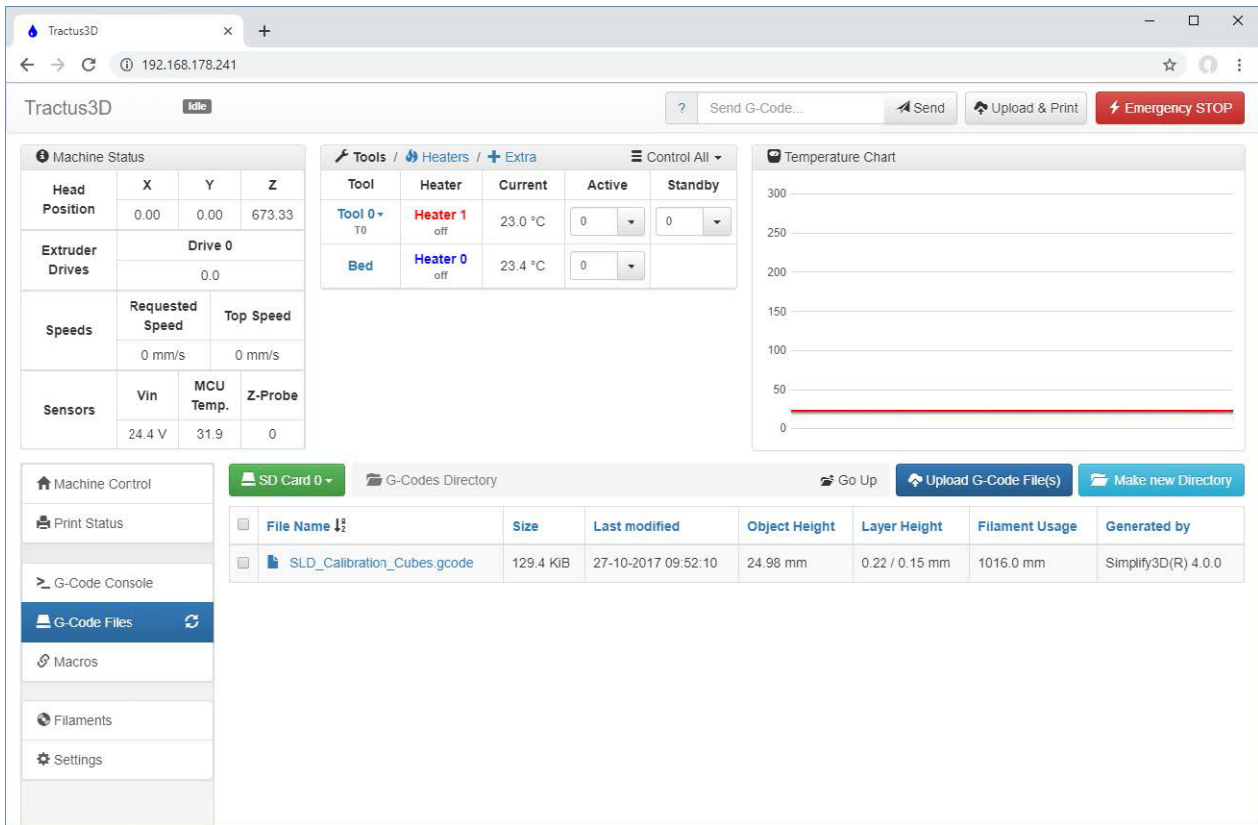 Tractus3D
192.168.178.241
Tractus3D Idle ? Send G-Code... Send Upload & Print Emergency STOP
Machine Status
Head Position X Y Z
0.00 0.00 673.33
Extruder Drives Drive 0
0.0
Speeds Requested Speed Top Speed
0 mm/s 0 mm/s
Sensors Vin MCU Temp. Z-Probe
24.4 V 31.9 0
Tools / Heaters / Extra Control All
Tool Heater Current Active Standby
Tool 0 Heater 1 23.0 °C 0 0
T0 off
Bed Heater 0 23.4 °C 0
off
Temperature Chart
300
250
200
150
100
50
0
Machine Control
Print Status
G-Code Console
G-Code Files
Macros
Filaments
Settings
SD Card 0 G-Codes Directory Go Up Upload G-Code File(s) Make new Directory
File Name Size Last modified Object Height Layer Height Filament Usage Generated by
SLD_Calibration_Cubes.gcode 129.4 KiB 27-10-2017 09:52:10 24.98 mm 0.22 / 0.15 mm 1016.0 mm Simplify3D(R) 4.0.0